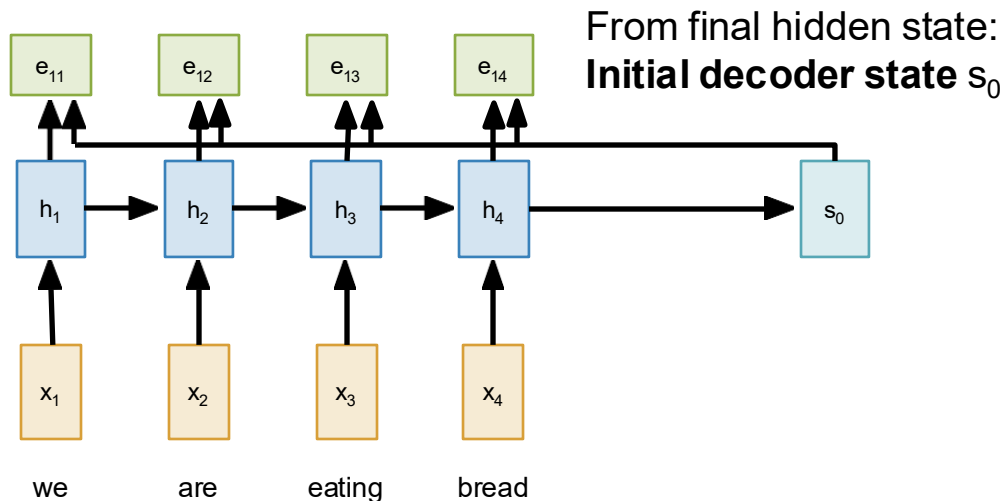 From final hidden state:
Initial decoder state s₀
e₁₁ e₁₂ e₁₃ e₁₄
h₁ h₂ h₃ h₄ s₀
x₁ x₂ x₃ x₄
we are eating bread